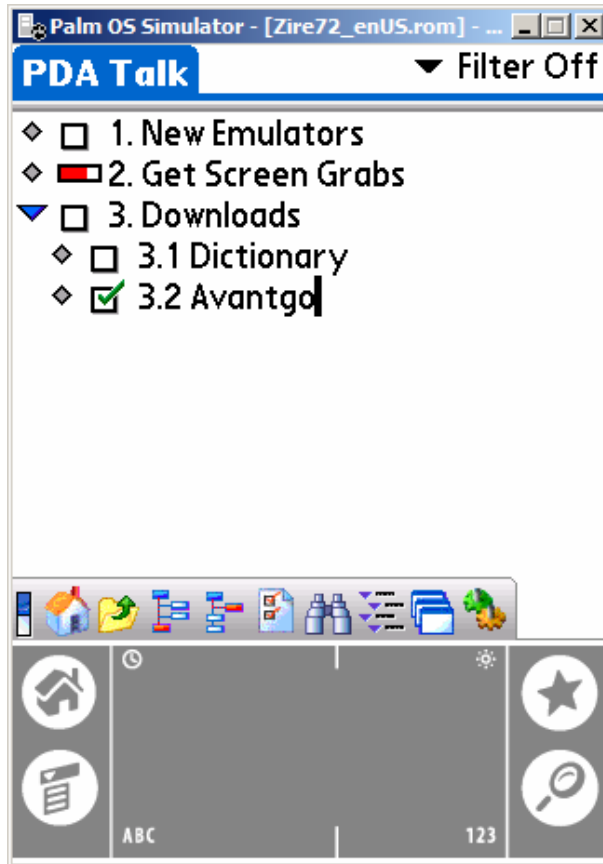 Palm OS Simulator - [Zire72_enUS.rom] - ...
PDA Talk
Filter Off
1. New Emulators
2. Get Screen Grabs
3. Downloads
3.1 Dictionary
3.2 Avantgo
ABC
123